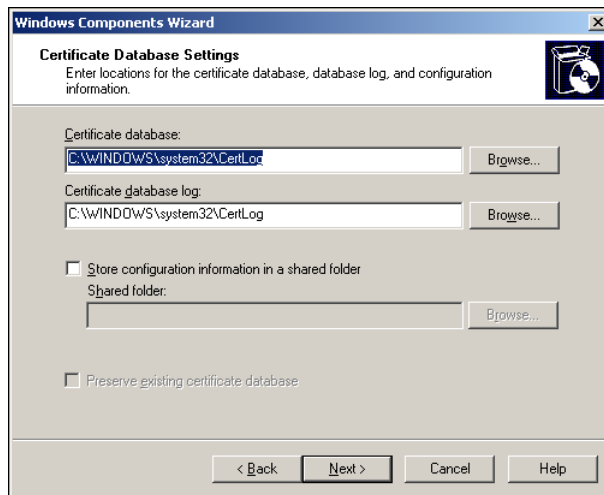 Windows Components Wizard
Certificate Database Settings
Enter locations for the certificate database, database log, and configuration
information.
Certificate database:
C:\WINDOWS\system32\CertLog
Browse...
Certificate database log:
C:\WINDOWS\system32\CertLog
Browse...
Store configuration information in a shared folder
Shared folder:
Browse...
Preserve existing certificate database
< Back Next > Cancel Help